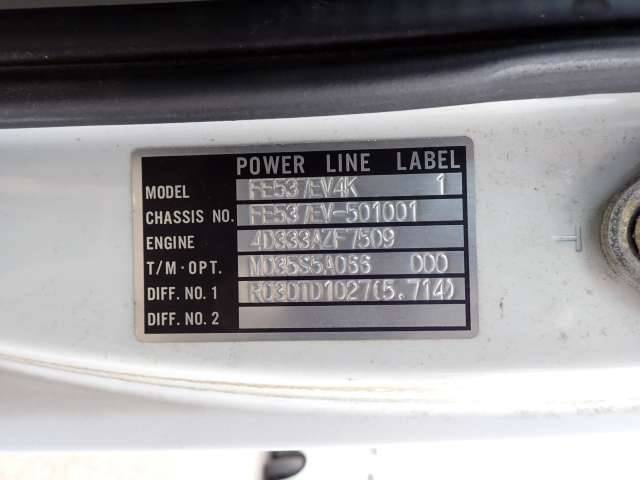 POWER LINE LABEL
MODEL FE537EV4K 1
CHASSIS NO. FE537EV-501001
ENGINE 4D333AZF7509
T/M·OPT. M035S5A066 000
DIFF. NO. 1 R03DTD1027(5.714)
DIFF. NO. 2